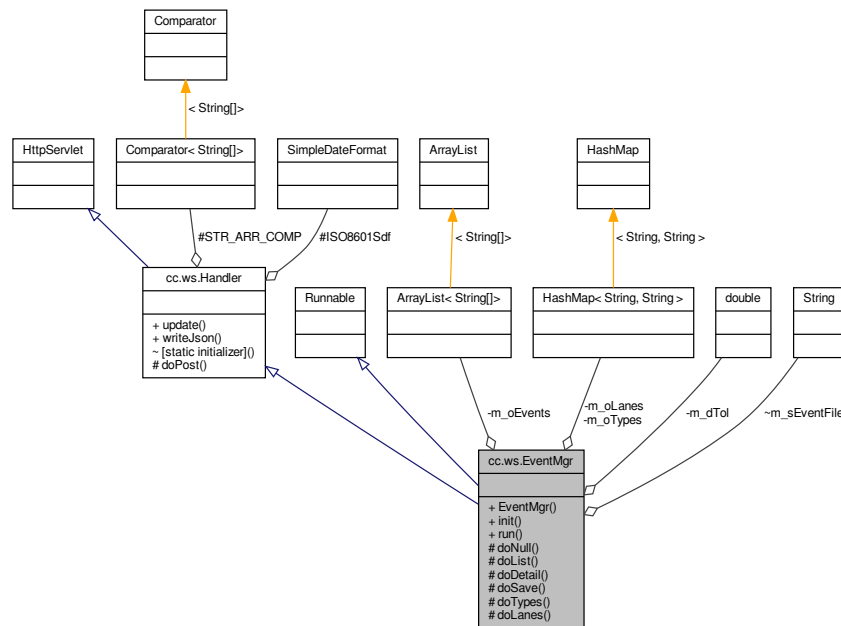 Comparator
< String[]>
HttpServlet
Comparator< String[]>
SimpleDateFormat
ArrayList
HashMap
#STR_ARR_COMP
#ISO8601Sdf
< String[]>
< String, String >
cc.ws.Handler
+ update()
+ writeJson()
~ [static initializer]()
# doPost()
Runnable
ArrayList< String[]>
HashMap< String, String >
double
String
-m_oEvents
-m_oLanes
-m_oTypes
-m_dTol
~m_sEventFile
cc.ws.EventMgr
+ EventMgr()
+ init()
+ run()
# doNull()
# doList()
# doDetail()
# doSave()
# doTypes()
# doLanes()